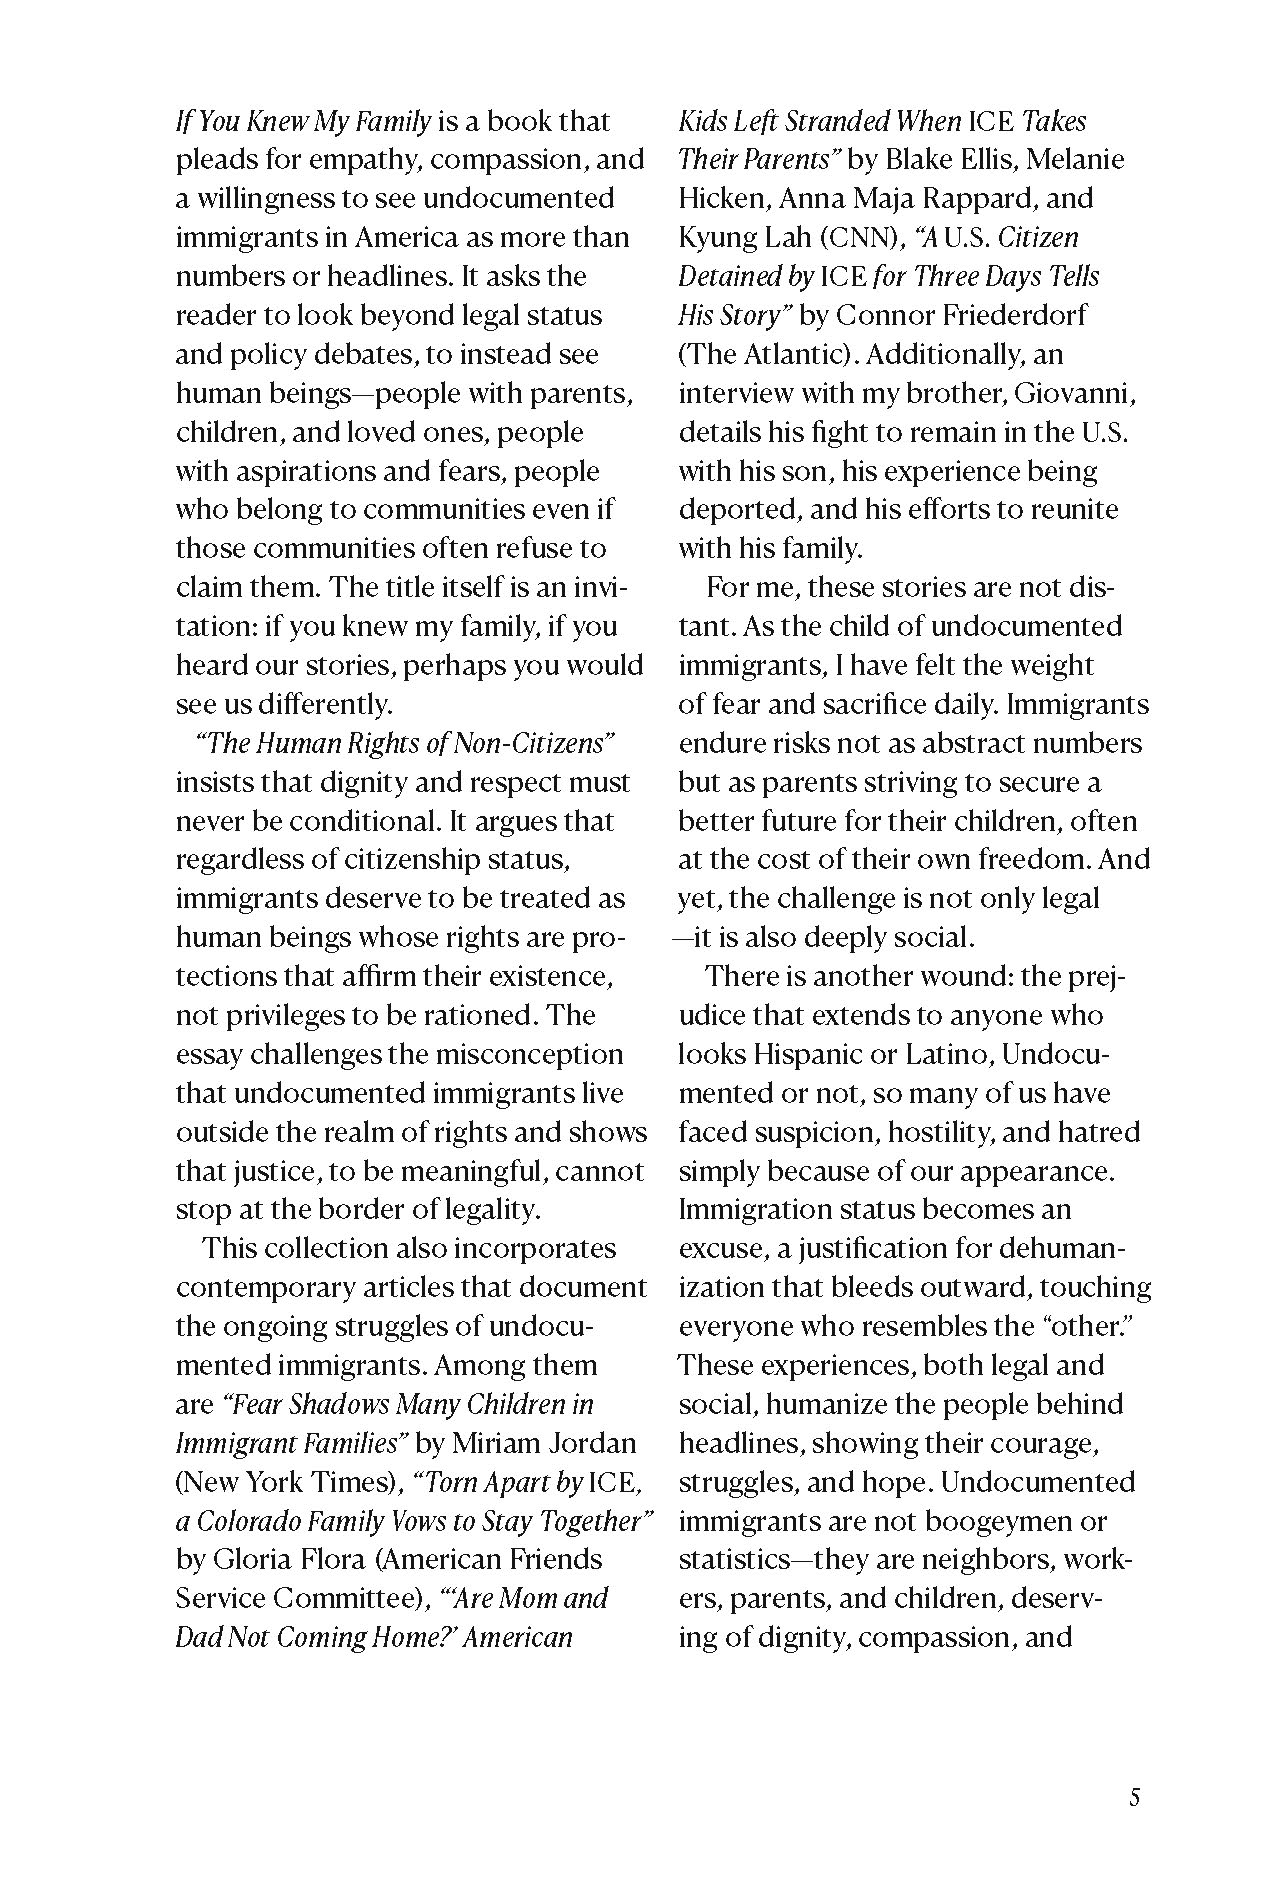 If You Knew My Family is a book that
pleads for empathy, compassion, and
a willingness to see undocumented
immigrants in America as more than
numbers or headlines. It asks the
reader to look beyond legal status
and policy debates, to instead see
human beings—people with parents,
children, and loved ones, people
with aspirations and fears, people
who belong to communities even if
those communities often refuse to
claim them. The title itself is an invi-
tation: if you knew my family, if you
heard our stories, perhaps you would
see us differently.
“The Human Rights of Non-Citizens”
insists that dignity and respect must
never be conditional. It argues that
regardless of citizenship status,
immigrants deserve to be treated as
human beings whose rights are pro-
tections that affirm their existence,
not privileges to be rationed. The
essay challenges the misconception
that undocumented immigrants live
outside the realm of rights and shows
that justice, to be meaningful, cannot
stop at the border of legality.
This collection also incorporates
contemporary articles that document
the ongoing struggles of undocu-
mented immigrants. Among them
are “Fear Shadows Many Children in
Immigrant Families” by Miriam Jordan
(New York Times), “Torn Apart by ICE,
a Colorado Family Vows to Stay Together”
by Gloria Flora (American Friends
Service Committee), “‘Are Mom and
Dad Not Coming Home?’ American
Kids Left Stranded When ICE Takes
Their Parents” by Blake Ellis, Melanie
Hicken, Anna Maja Rappard, and
Kyung Lah (CNN), “A U.S. Citizen
Detained by ICE for Three Days Tells
His Story” by Connor Friederdorf
(The Atlantic). Additionally, an
interview with my brother, Giovanni,
details his fight to remain in the U.S.
with his son, his experience being
deported, and his efforts to reunite
with his family.
For me, these stories are not dis-
tant. As the child of undocumented
immigrants, I have felt the weight
of fear and sacrifice daily. Immigrants
endure risks not as abstract numbers
but as parents striving to secure a
better future for their children, often
at the cost of their own freedom. And
yet, the challenge is not only legal
—it is also deeply social.
There is another wound: the prej-
udice that extends to anyone who
looks Hispanic or Latino, Undocu-
mented or not, so many of us have
faced suspicion, hostility, and hatred
simply because of our appearance.
Immigration status becomes an
excuse, a justification for dehuman-
ization that bleeds outward, touching
everyone who resembles the “other.”
These experiences, both legal and
social, humanize the people behind
headlines, showing their courage,
struggles, and hope. Undocumented
immigrants are not boogeymen or
statistics—they are neighbors, work-
ers, parents, and children, deserv-
ing of dignity, compassion, and
5